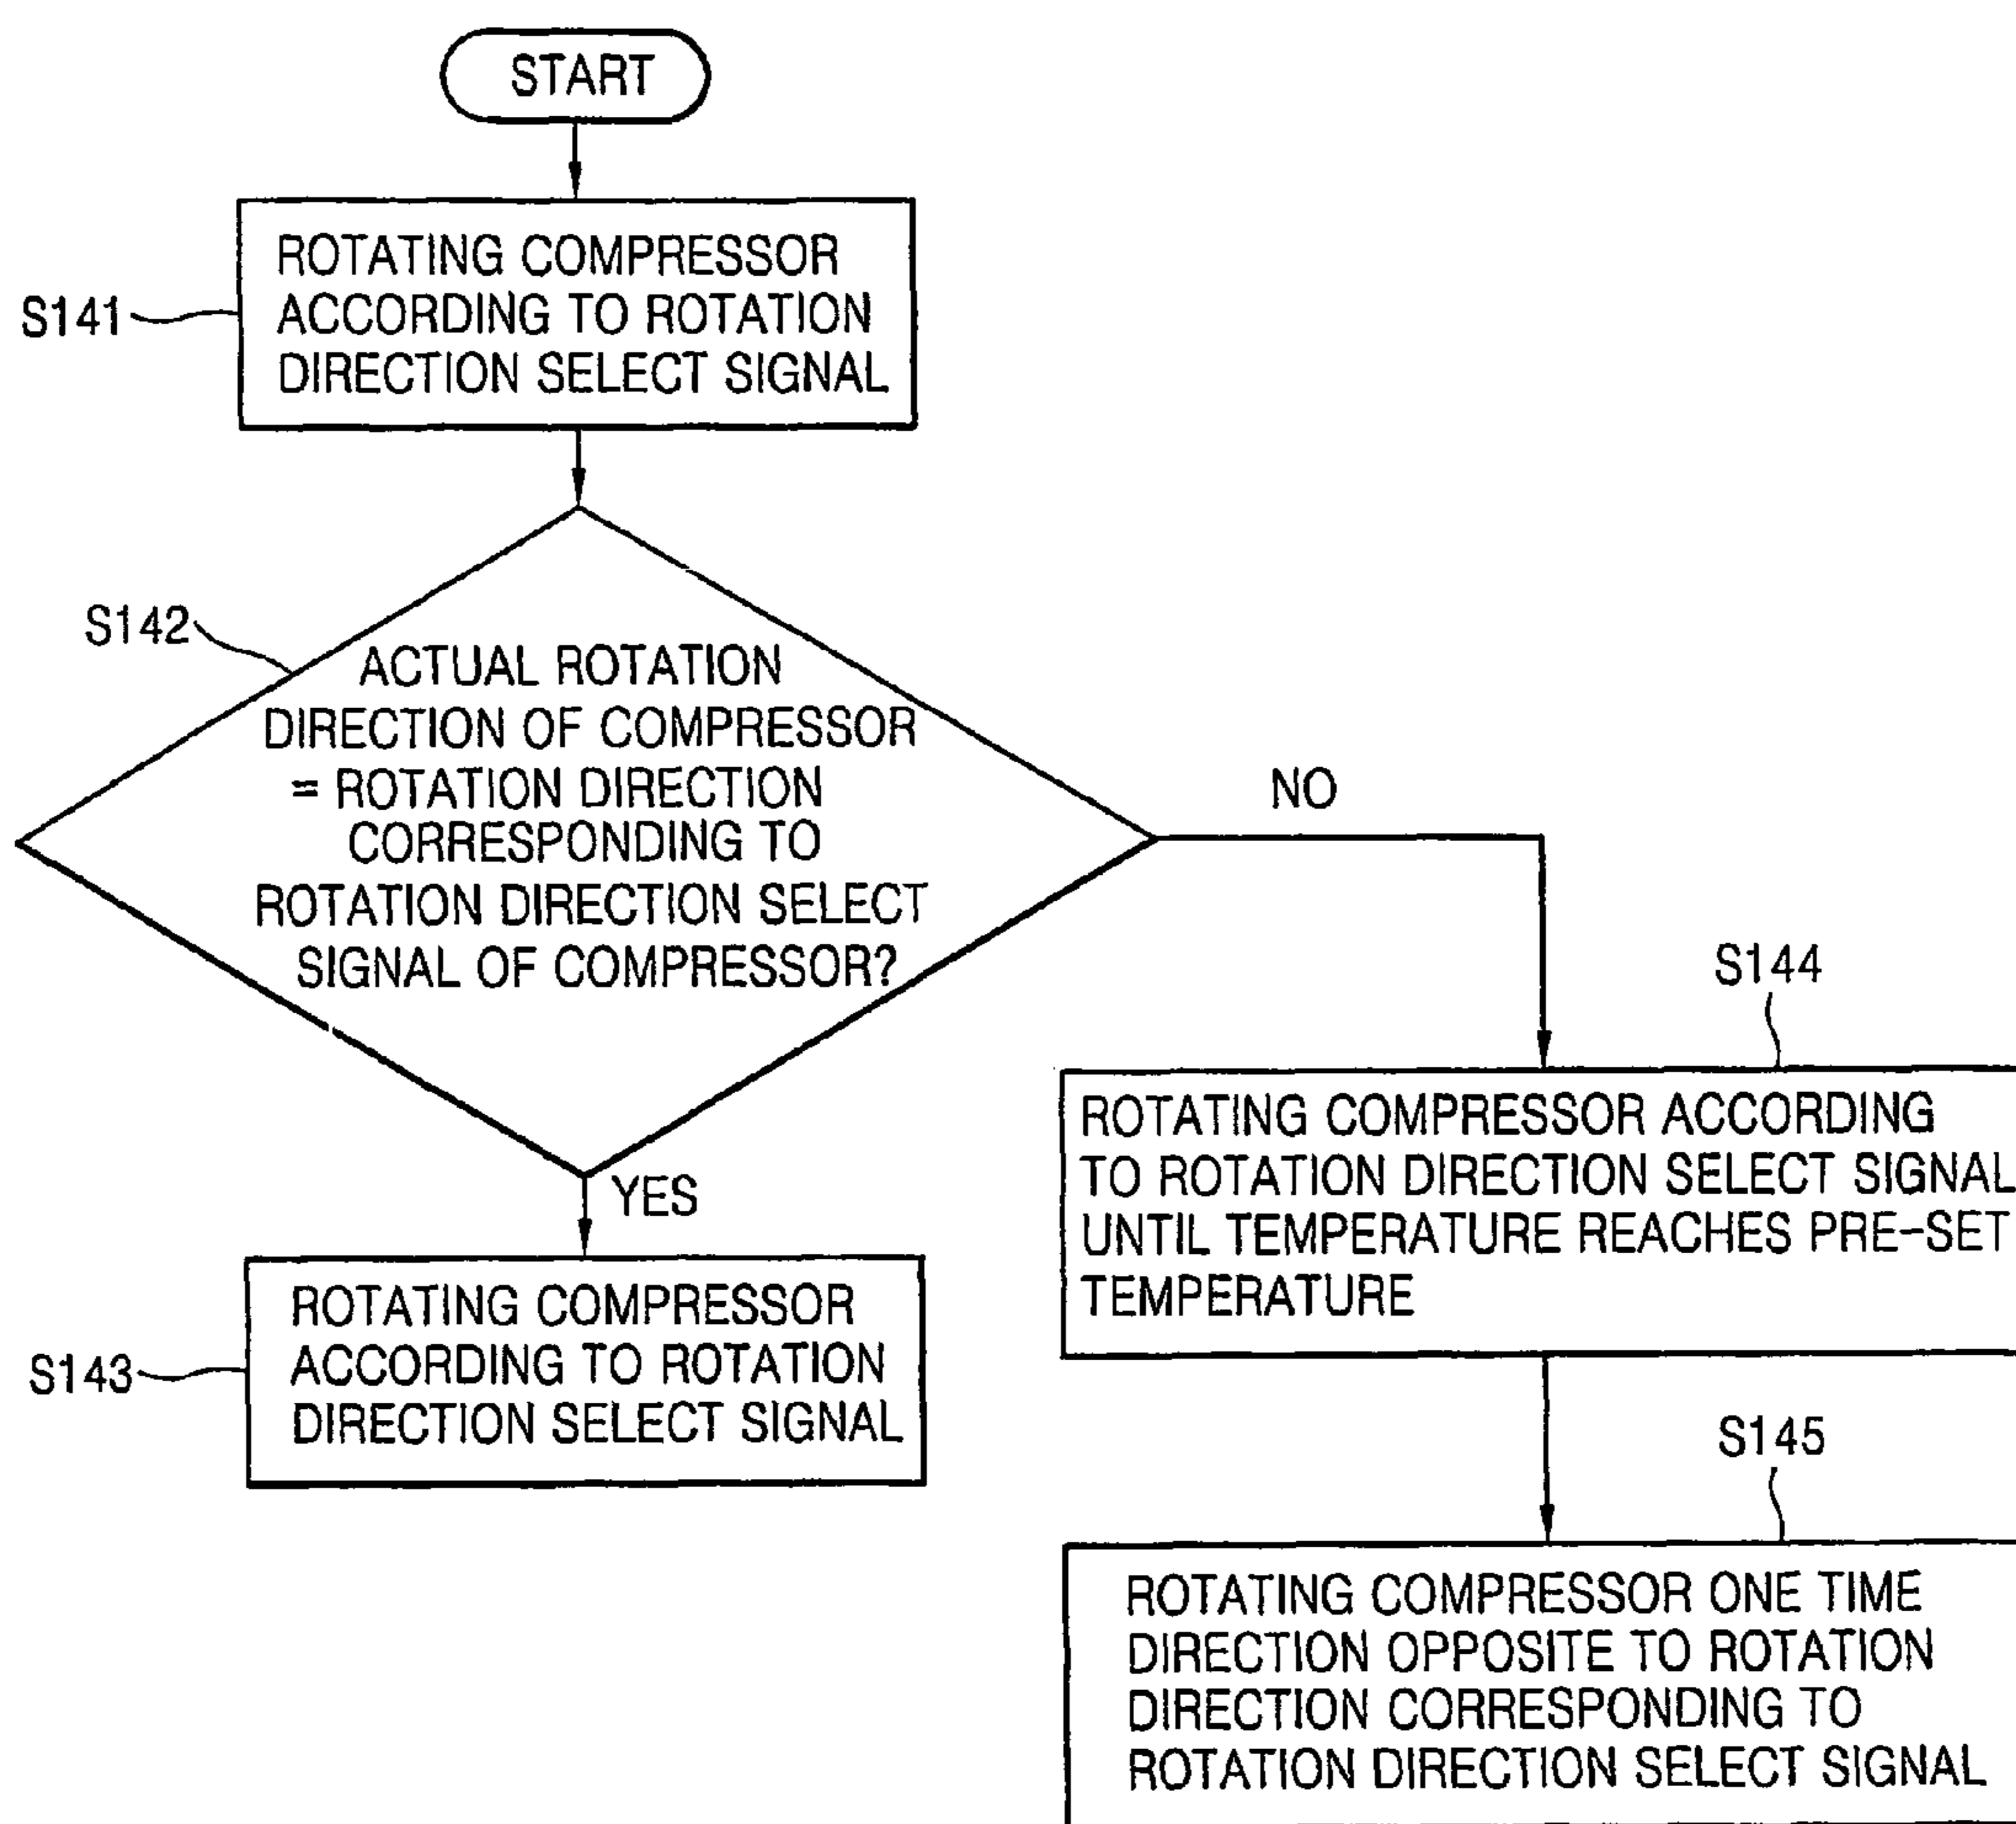 START
S141
ROTATING COMPRESSOR
ACCORDING TO ROTATION
DIRECTION SELECT SIGNAL
S142
ACTUAL ROTATION
DIRECTION OF COMPRESSOR
= ROTATION DIRECTION
CORRESPONDING TO
ROTATION DIRECTION SELECT
SIGNAL OF COMPRESSOR?
NO
YES
S143
ROTATING COMPRESSOR
ACCORDING TO ROTATION
DIRECTION SELECT SIGNAL
S144
ROTATING COMPRESSOR ACCORDING
TO ROTATION DIRECTION SELECT SIGNAL
UNTIL TEMPERATURE REACHES PRE-SET
TEMPERATURE
S145
ROTATING COMPRESSOR ONE TIME
DIRECTION OPPOSITE TO ROTATION
DIRECTION CORRESPONDING TO
ROTATION DIRECTION SELECT SIGNAL